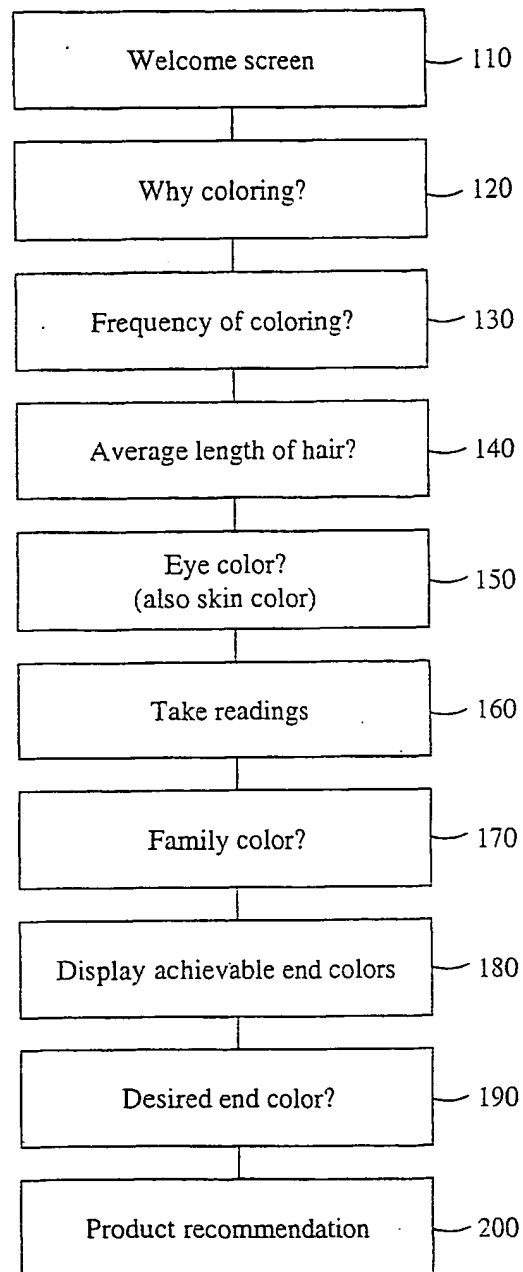 Welcome screen 110
Why coloring? 120
Frequency of coloring? 130
Average length of hair? 140
Eye color?
(also skin color) 150
Take readings 160
Family color? 170
Display achievable end colors 180
Desired end color? 190
Product recommendation 200